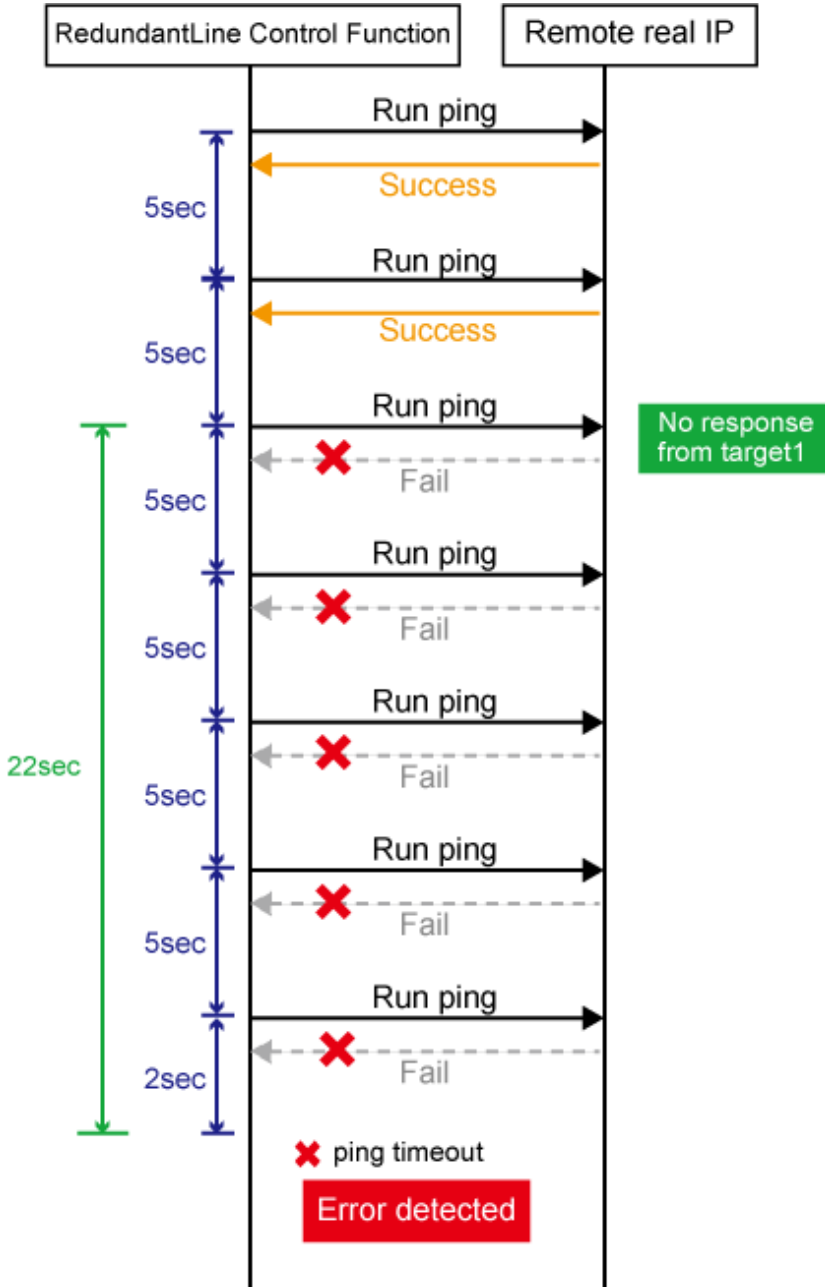 RedundantLine Control Function
Remote real IP
Run ping
Success
5sec
Run ping
Success
5sec
Run ping
No response
from target1
Fail
5sec
Run ping
Fail
5sec
Run ping
Fail
22sec
5sec
Run ping
Fail
5sec
Run ping
Fail
2sec
ping timeout
Error detected